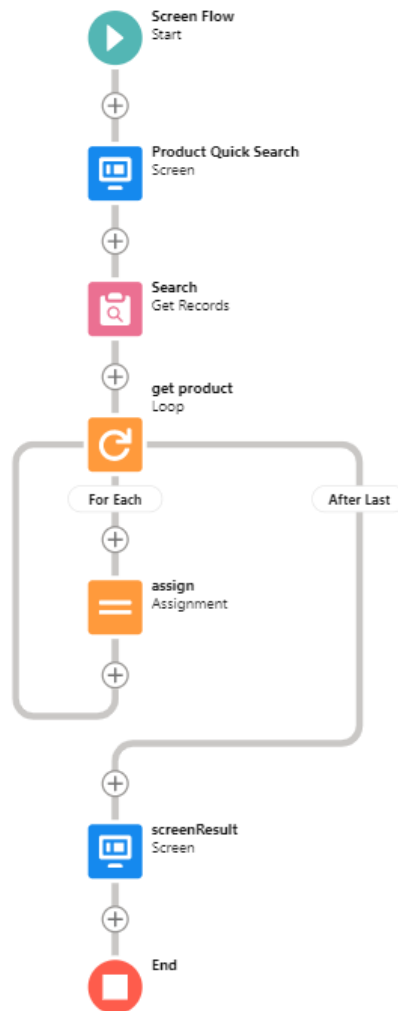 Screen Flow
Start
Product Quick Search
Screen
Search
Get Records
get product
Loop
For Each
After Last
assign
Assignment
screenResult
Screen
End